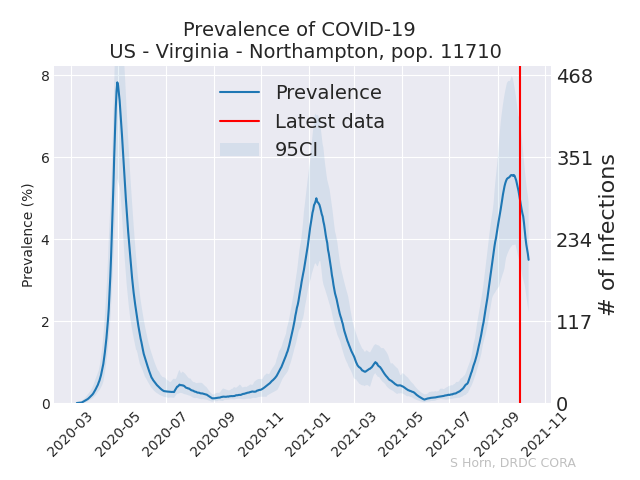 Prevalence of COVID-19
US - Virginia - Northampton, pop. 11710
Prevalence
Latest data
95CI
Prevalence (%)
8
6
4
2
0
468
351
234
117
0
# of infections
2020-03
2020-05
2020-07
2020-09
2020-11
2021-01
2021-03
2021-05
2021-07
2021-09
2021-11
S Horn, DRDC CORA